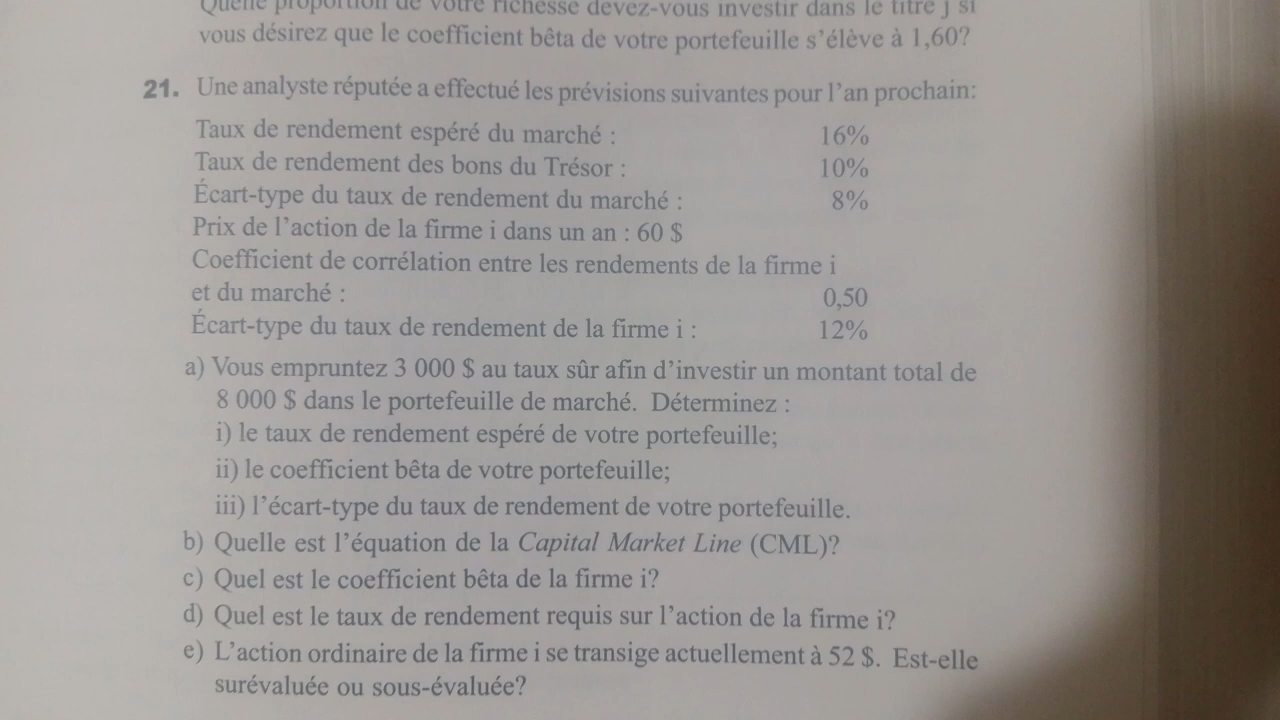 Quelle proportion de votre richesse devez-vous investir dans le titre j si
vous désirez que le coefficient bêta de votre portefeuille s'élève à 1,60?
21. Une analyste réputée a effectué les prévisions suivantes pour l'an prochain:
Taux de rendement espéré du marché : 16%
Taux de rendement des bons du Trésor : 10%
Écart-type du taux de rendement du marché : 8%
Prix de l'action de la firme i dans un an : 60 $
Coefficient de corrélation entre les rendements de la firme i
et du marché : 0,50
Écart-type du taux de rendement de la firme i : 12%
a) Vous empruntez 3 000 $ au taux sûr afin d'investir un montant total de
8 000 $ dans le portefeuille de marché. Déterminez :
i) le taux de rendement espéré de votre portefeuille;
ii) le coefficient bêta de votre portefeuille;
iii) l'écart-type du taux de rendement de votre portefeuille.
b) Quelle est l'équation de la Capital Market Line (CML)?
c) Quel est le coefficient bêta de la firme i?
d) Quel est le taux de rendement requis sur l'action de la firme i?
e) L'action ordinaire de la firme i se transige actuellement à 52 $. Est-elle
surévaluée ou sous-évaluée?